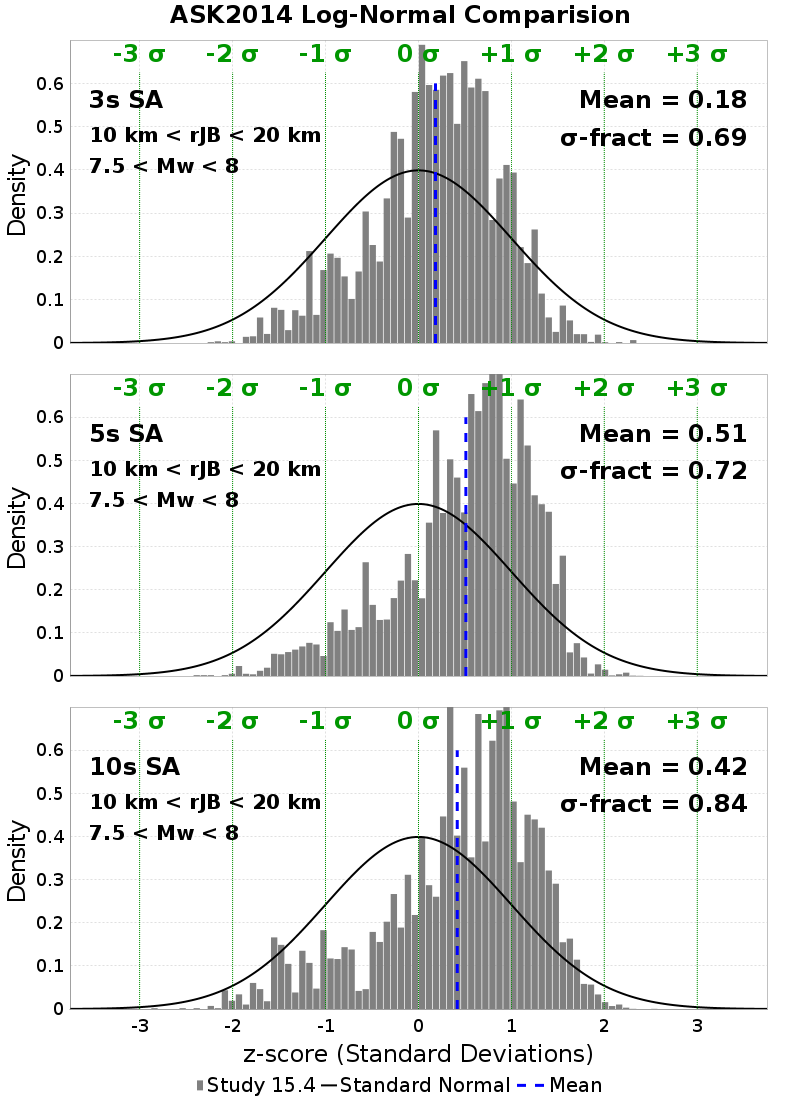 ASK2014 Log-Normal Comparision
-3 σ -2 σ -1 σ 0 σ +1 σ +2 σ +3 σ
3s SA
10 km < rJB < 20 km
7.5 < Mw < 8
Mean = 0.18
σ-fract = 0.69
Density
0.6
0.5
0.4
0.3
0.2
0.1
0
-3 σ -2 σ -1 σ 0 σ +1 σ +2 σ +3 σ
5s SA
10 km < rJB < 20 km
7.5 < Mw < 8
Mean = 0.51
σ-fract = 0.72
Density
0.6
0.5
0.4
0.3
0.2
0.1
0
-3 σ -2 σ -1 σ 0 σ +1 σ +2 σ +3 σ
10s SA
10 km < rJB < 20 km
7.5 < Mw < 8
Mean = 0.42
σ-fract = 0.84
Density
0.6
0.5
0.4
0.3
0.2
0.1
0
-3 -2 -1 0 1 2 3
z-score (Standard Deviations)
Study 15.4 Standard Normal Mean